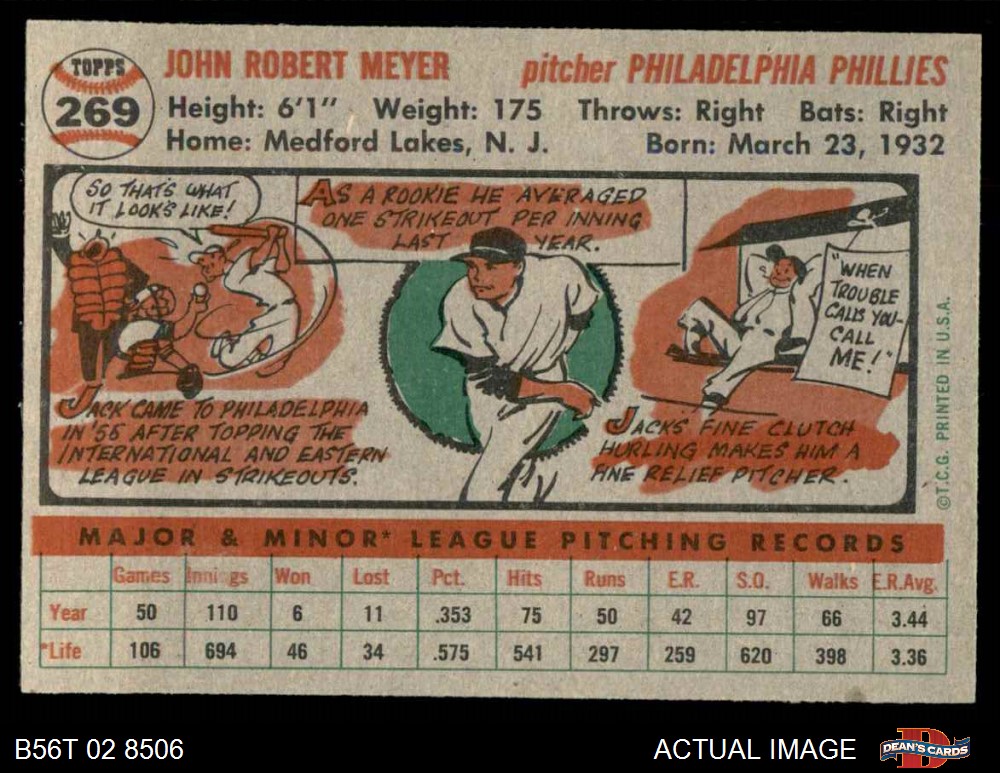 TOPPS
269
JOHN ROBERT MEYER pitcher PHILADELPHIA PHILLIES
Height: 6'1" Weight: 175 Throws: Right Bats: Right
Home: Medford Lakes, N. J. Born: March 23, 1932
SO THAT'S WHAT
IT LOOKS LIKE!
AS A ROOKIE HE AVERAGED
ONE STRIKEOUT PER INNING
LAST YEAR.
"WHEN
TROUBLE
CALLS YOU-
CALL
ME!"
JACK CAME TO PHILADELPHIA
IN '55 AFTER TOPPING THE
INTERNATIONAL AND EASTERN
LEAGUE IN STRIKEOUTS.
JACK'S FINE CLUTCH
HURLING MAKES HIM A
FINE RELIEF PITCHER.
©T.C.G. PRINTED IN U.S.A.
MAJOR & MINOR* LEAGUE PITCHING RECORDS
Games Innings Won Lost Pct. Hits Runs E.R. S.O. Walks E.R.Avg.
Year 50 110 6 11 .353 75 50 42 97 66 3.44
*Life 106 694 46 34 .575 541 297 259 620 398 3.36
B56T 02 8506 ACTUAL IMAGE
DEAN'S CARDS